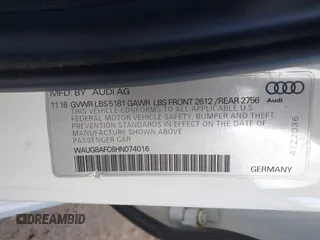 MFD BY: AUDI AG
11 16 GVWR LBS 5181 GAWR LBS FRONT 2612 / REAR 2756
THIS VEHICLE CONFORMS TO ALL APPLICABLE
FEDERAL MOTOR VEHICLE SAFETY, BUMPER AND THEFT
PREVENTION STANDARDS IN EFFECT ON THE DATE OF
MANUFACTURE SHOWN ABOVE.
PASSENGER CAR
WAUG8AFC6HN074016
GERMANY
Audi
DREAMBID